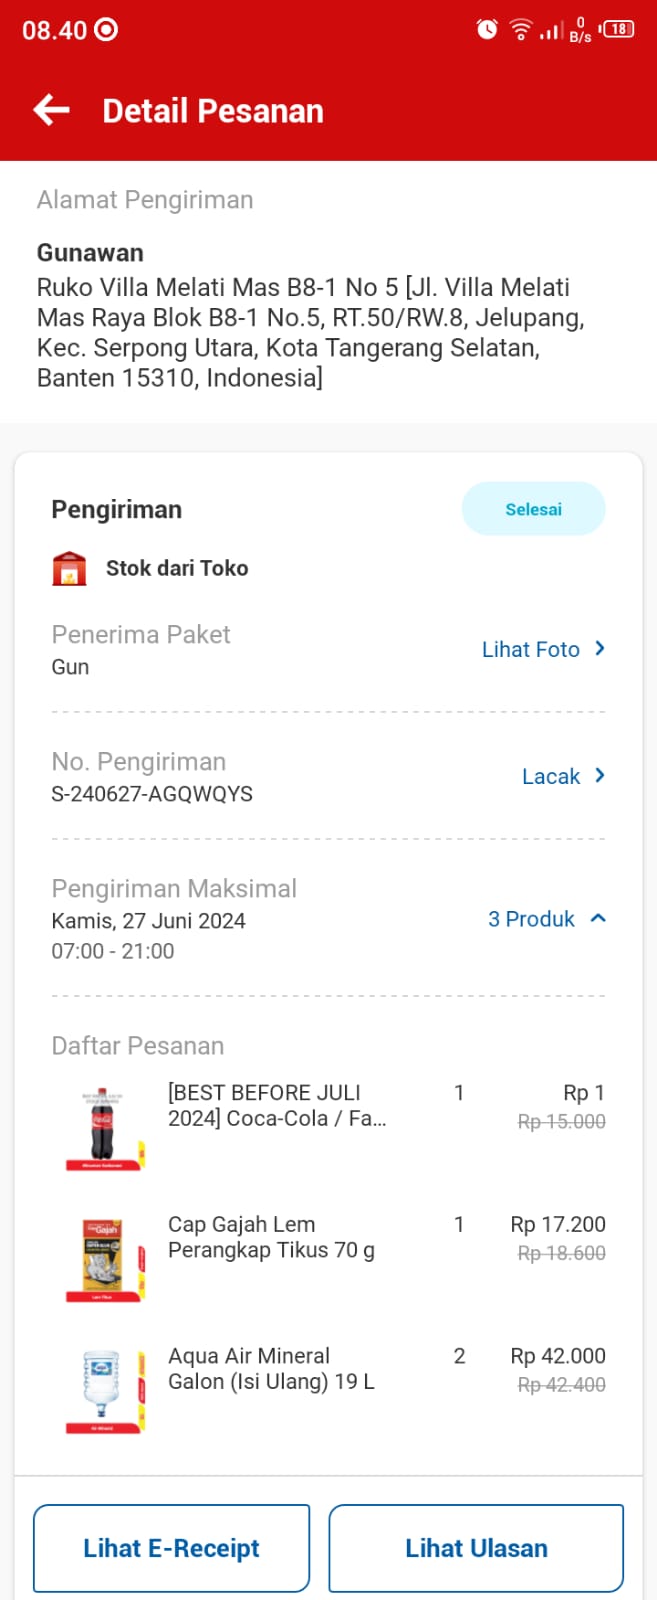 08.40
0
B/s
18
Detail Pesanan
Alamat Pengiriman
Gunawan
Ruko Villa Melati Mas B8-1 No 5 [Jl. Villa Melati
Mas Raya Blok B8-1 No.5, RT.50/RW.8, Jelupang,
Kec. Serpong Utara, Kota Tangerang Selatan,
Banten 15310, Indonesia]
Pengiriman
Selesai
Stok dari Toko
Penerima Paket
Gun
Lihat Foto
No. Pengiriman
S-240627-AGQWQYS
Lacak
Pengiriman Maksimal
Kamis, 27 Juni 2024
07:00 - 21:00
3 Produk
Daftar Pesanan
[BEST BEFORE JULI
2024] Coca-Cola / Fa...
1
Rp 1
Rp 15.000
Cap Gajah Lem
Perangkap Tikus 70 g
1
Rp 17.200
Rp 18.600
Aqua Air Mineral
Galon (Isi Ulang) 19 L
2
Rp 42.000
Rp 42.400
Lihat E-Receipt
Lihat Ulasan